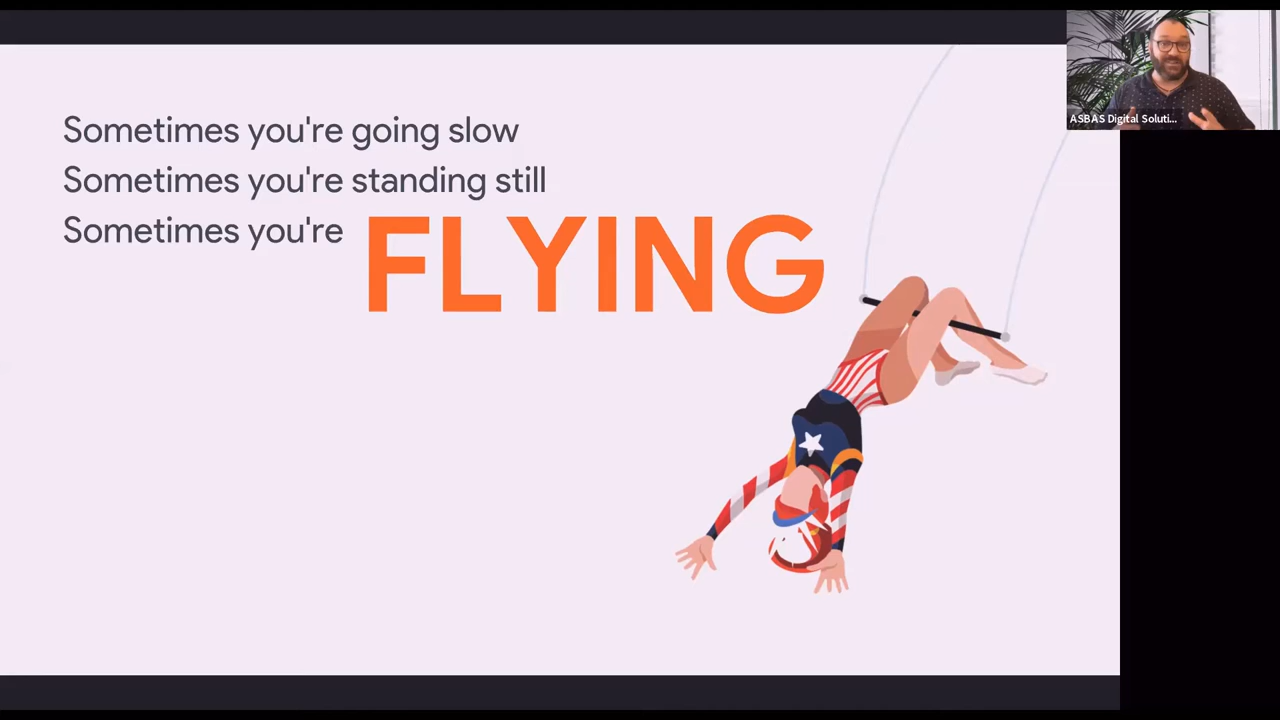 Sometimes you're going slow
Sometimes you're standing still
Sometimes you're FLYING
ASBAS Digital Soluti...